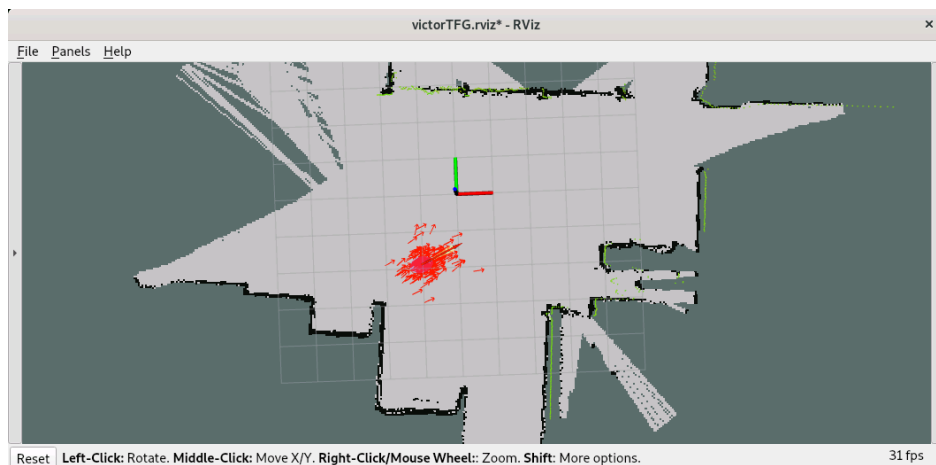 victorTFG.rviz* - RViz
File Panels Help
Reset Left-Click: Rotate. Middle-Click: Move X/Y. Right-Click/Mouse Wheel:: Zoom. Shift: More options. 31 fps